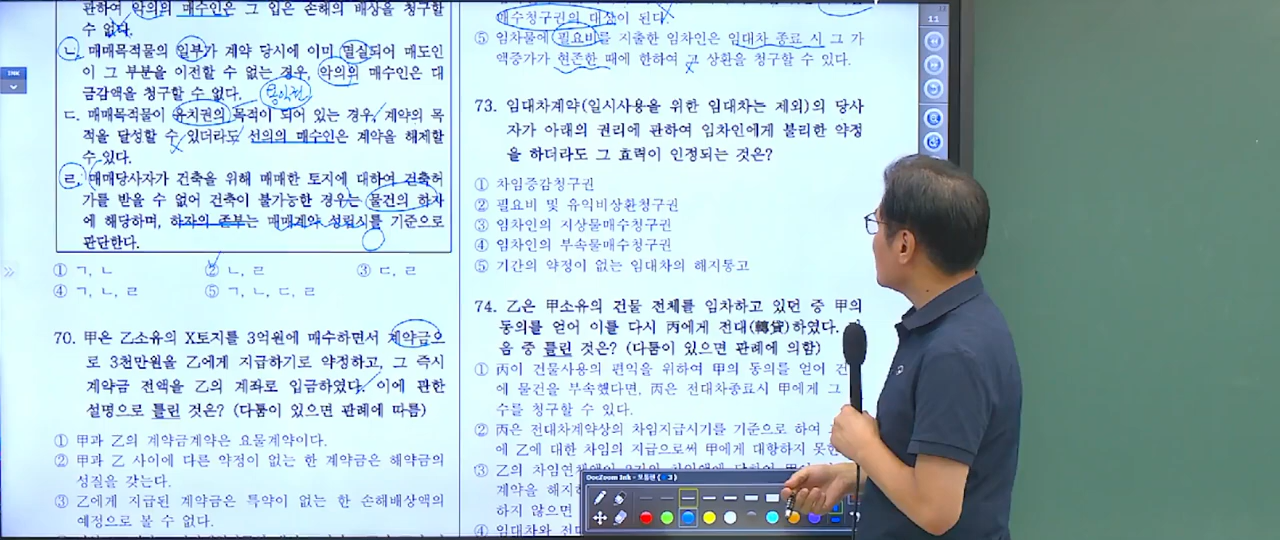 관하여 악의의 매수인은 그 입은 손해의 배상을 청구할
수 없다.
ㄴ. 매매목적물의 일부가 계약 당시에 이미 멸실되어 매도인
이 그 부분을 이전할 수 없는 경우, 악의의 매수인은 대
금감액을 청구할 수 없다.
용익권
ㄷ. 매매목적물이 유치권의 목적이 되어 있는 경우, 계약의 목
적을 달성할 수 있더라도 선의의 매수인은 계약을 해제할
수 있다.
ㄹ. 매매당사자가 건축을 위해 매매한 토지에 대하여 건축허
가를 받을 수 없어 건축이 불가능한 경우는 물건의 하자
에 해당하며, 하자의 존부는 매매계약 성립시를 기준으로
판단한다.
① ㄱ, ㄴ ② ㄴ, ㄹ ③ ㄷ, ㄹ
④ ㄱ, ㄴ, ㄹ ⑤ ㄱ, ㄴ, ㄷ, ㄹ
70. 甲은 乙소유의 X토지를 3억원에 매수하면서 계약금으
로 3천만원을 乙에게 지급하기로 약정하고, 그 즉시
계약금 전액을 乙의 계좌로 입금하였다. 이에 관한
설명으로 틀린 것은? (다툼이 있으면 판례에 따름)
① 甲과 乙의 계약금계약은 요물계약이다.
② 甲과 乙 사이에 다른 약정이 없는 한 계약금은 해약금의
성질을 갖는다.
③ 乙에게 지급된 계약금은 특약이 없는 한 손해배상액의
예정으로 볼 수 없다.
매수청구권의 대상이 된다.
⑤ 임차물에 필요비를 지출한 임차인은 임대차 종료 시 그 가
액증가가 현존한 때에 한하여 그 상환을 청구할 수 있다.
73. 임대차계약(일시사용을 위한 임대차는 제외)의 당사
자가 아래의 권리에 관하여 임차인에게 불리한 약정
을 하더라도 그 효력이 인정되는 것은?
① 차임증감청구권
② 필요비 및 유익비상환청구권
③ 임차인의 지상물매수청구권
④ 임차인의 부속물매수청구권
⑤ 기간의 약정이 없는 임대차의 해지통고
74. 乙은 甲소유의 건물 전체를 임차하고 있던 중 甲의
동의를 얻어 이를 다시 丙에게 전대(轉貸)하였다.
음 중 틀린 것은? (다툼이 있으면 판례에 의함)
① 丙이 건물사용의 편익을 위하여 甲의 동의를 얻어 건
에 물건을 부속했다면, 丙은 전대차종료시 甲에게 그
수를 청구할 수 있다.
② 丙은 전대차계약상의 차임지급시기를 기준으로 하여
에 乙에 대한 차임의 지급으로써 甲에게 대항하지 못한
③ 乙의
계약을 해지
하지 않으면
④ 임대차와 전대
DocZoom Ink
INK
11